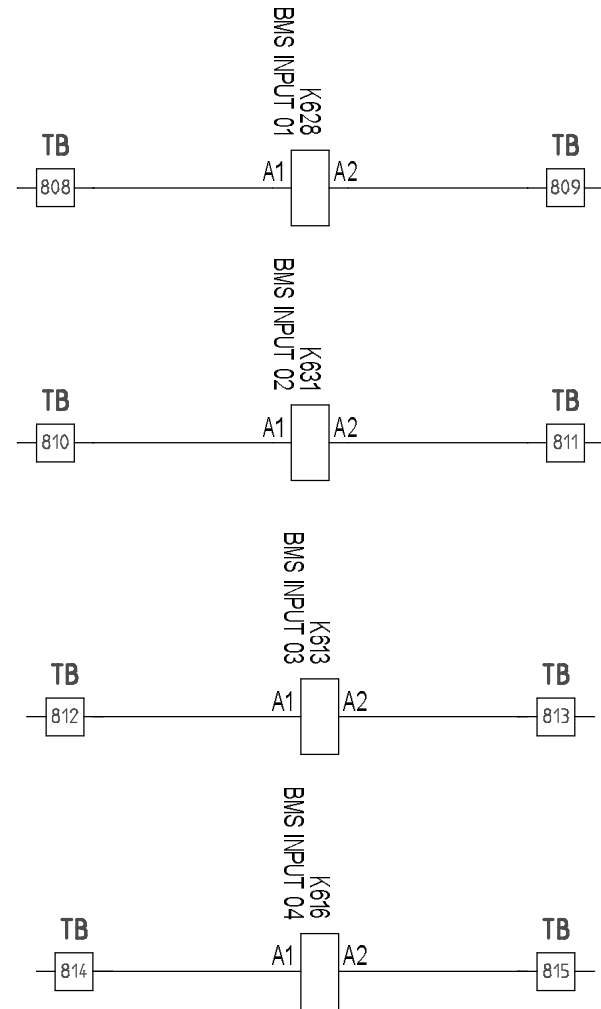 BMS INPUT 01
K628
TB
TB
A1
A2
808
809
BMS INPUT 02
K631
TB
TB
A1
A2
810
811
BMS INPUT 03
K613
TB
TB
A1
A2
812
813
BMS INPUT 04
K616
TB
TB
A1
A2
814
815